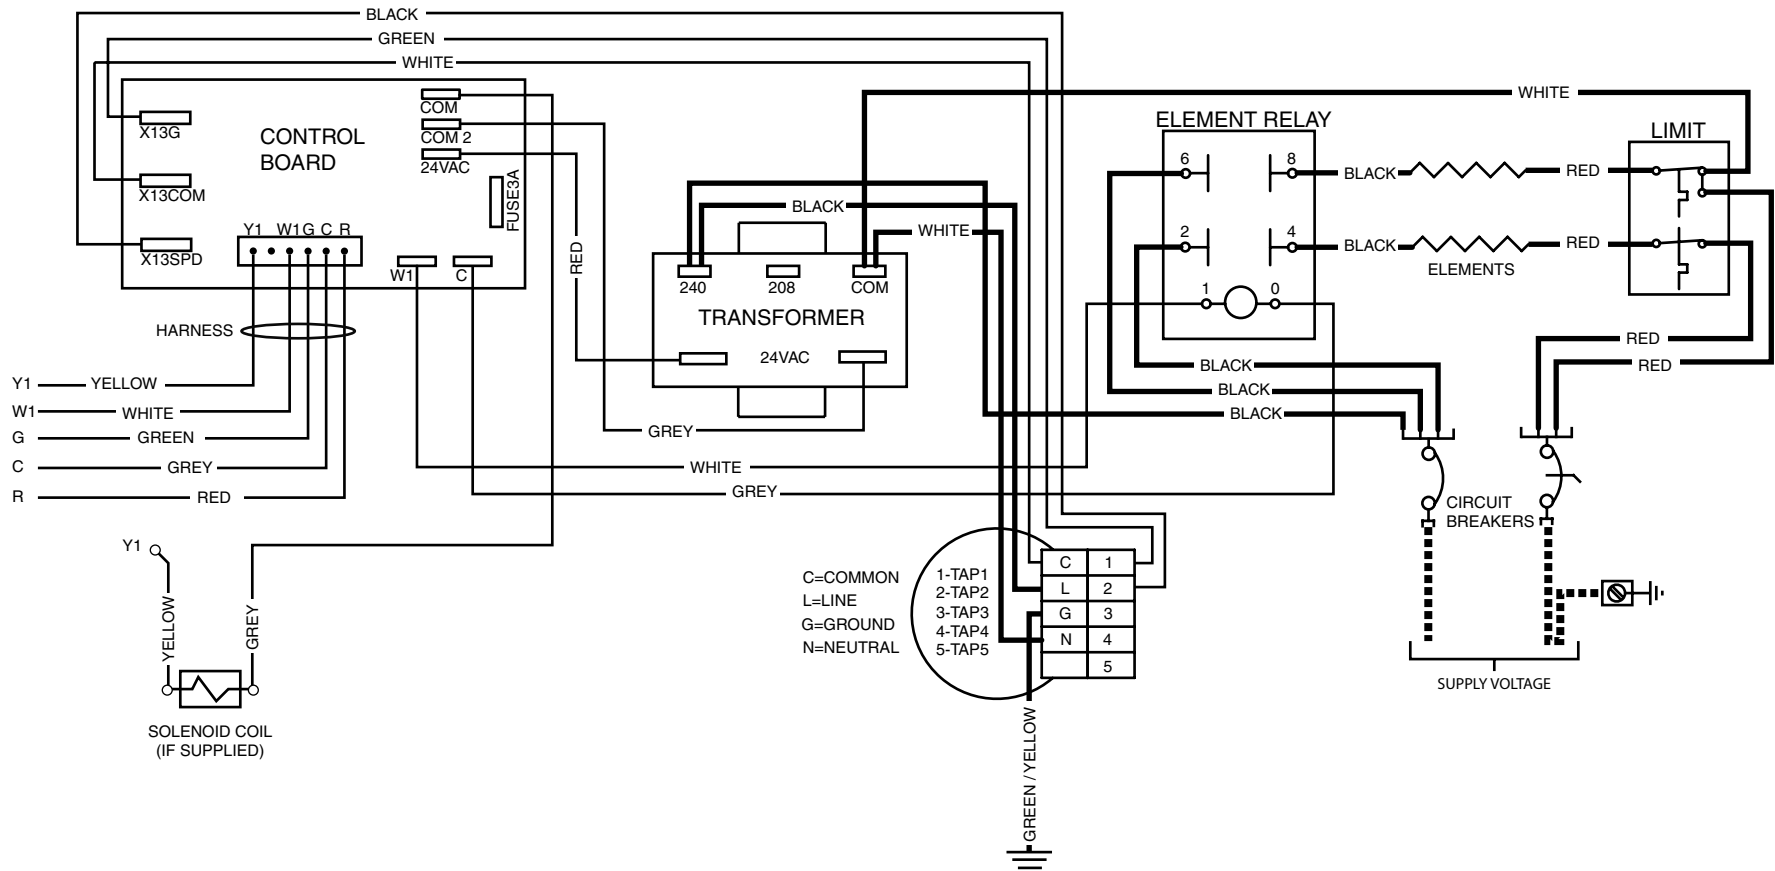 BLACK
GREEN
WHITE
WHITE
COM
X13G
CONTROL
BOARD
COM 2
24VAC
FUSE3A
X13COM
Y1 W1 G C R
X13SPD
W1
C
HARNESS
RED
BLACK
WHITE
240
208
COM
TRANSFORMER
24VAC
ELEMENT RELAY
6
8
2
4
1
0
BLACK
RED
BLACK
RED
ELEMENTS
LIMIT
RED
RED
BLACK
BLACK
BLACK
Y1 YELLOW
W1 WHITE
G GREEN
C GREY
R RED
GREY
WHITE
GREY
CIRCUIT
BREAKERS
Y1
YELLOW
GREY
SOLENOID COIL
(IF SUPPLIED)
C=COMMON
L=LINE
G=GROUND
N=NEUTRAL
1-TAP1
2-TAP2
3-TAP3
4-TAP4
5-TAP5
C 1
L 2
G 3
N 4
5
GREEN / YELLOW
SUPPLY VOLTAGE